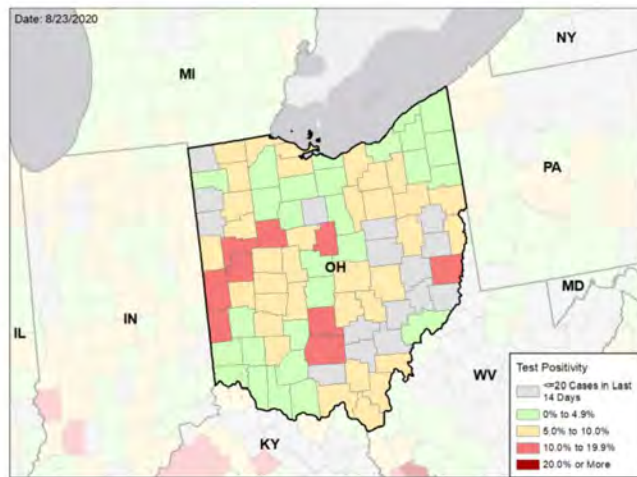 Date: 8/23/2020
NY
MI
PA
OH
MD
IL
IN
WV
KY
Test Positivity
<=20 Cases in Last
14 Days
0% to 4.9%
5.0% to 10.0%
10.0% to 19.9%
20.0% or More